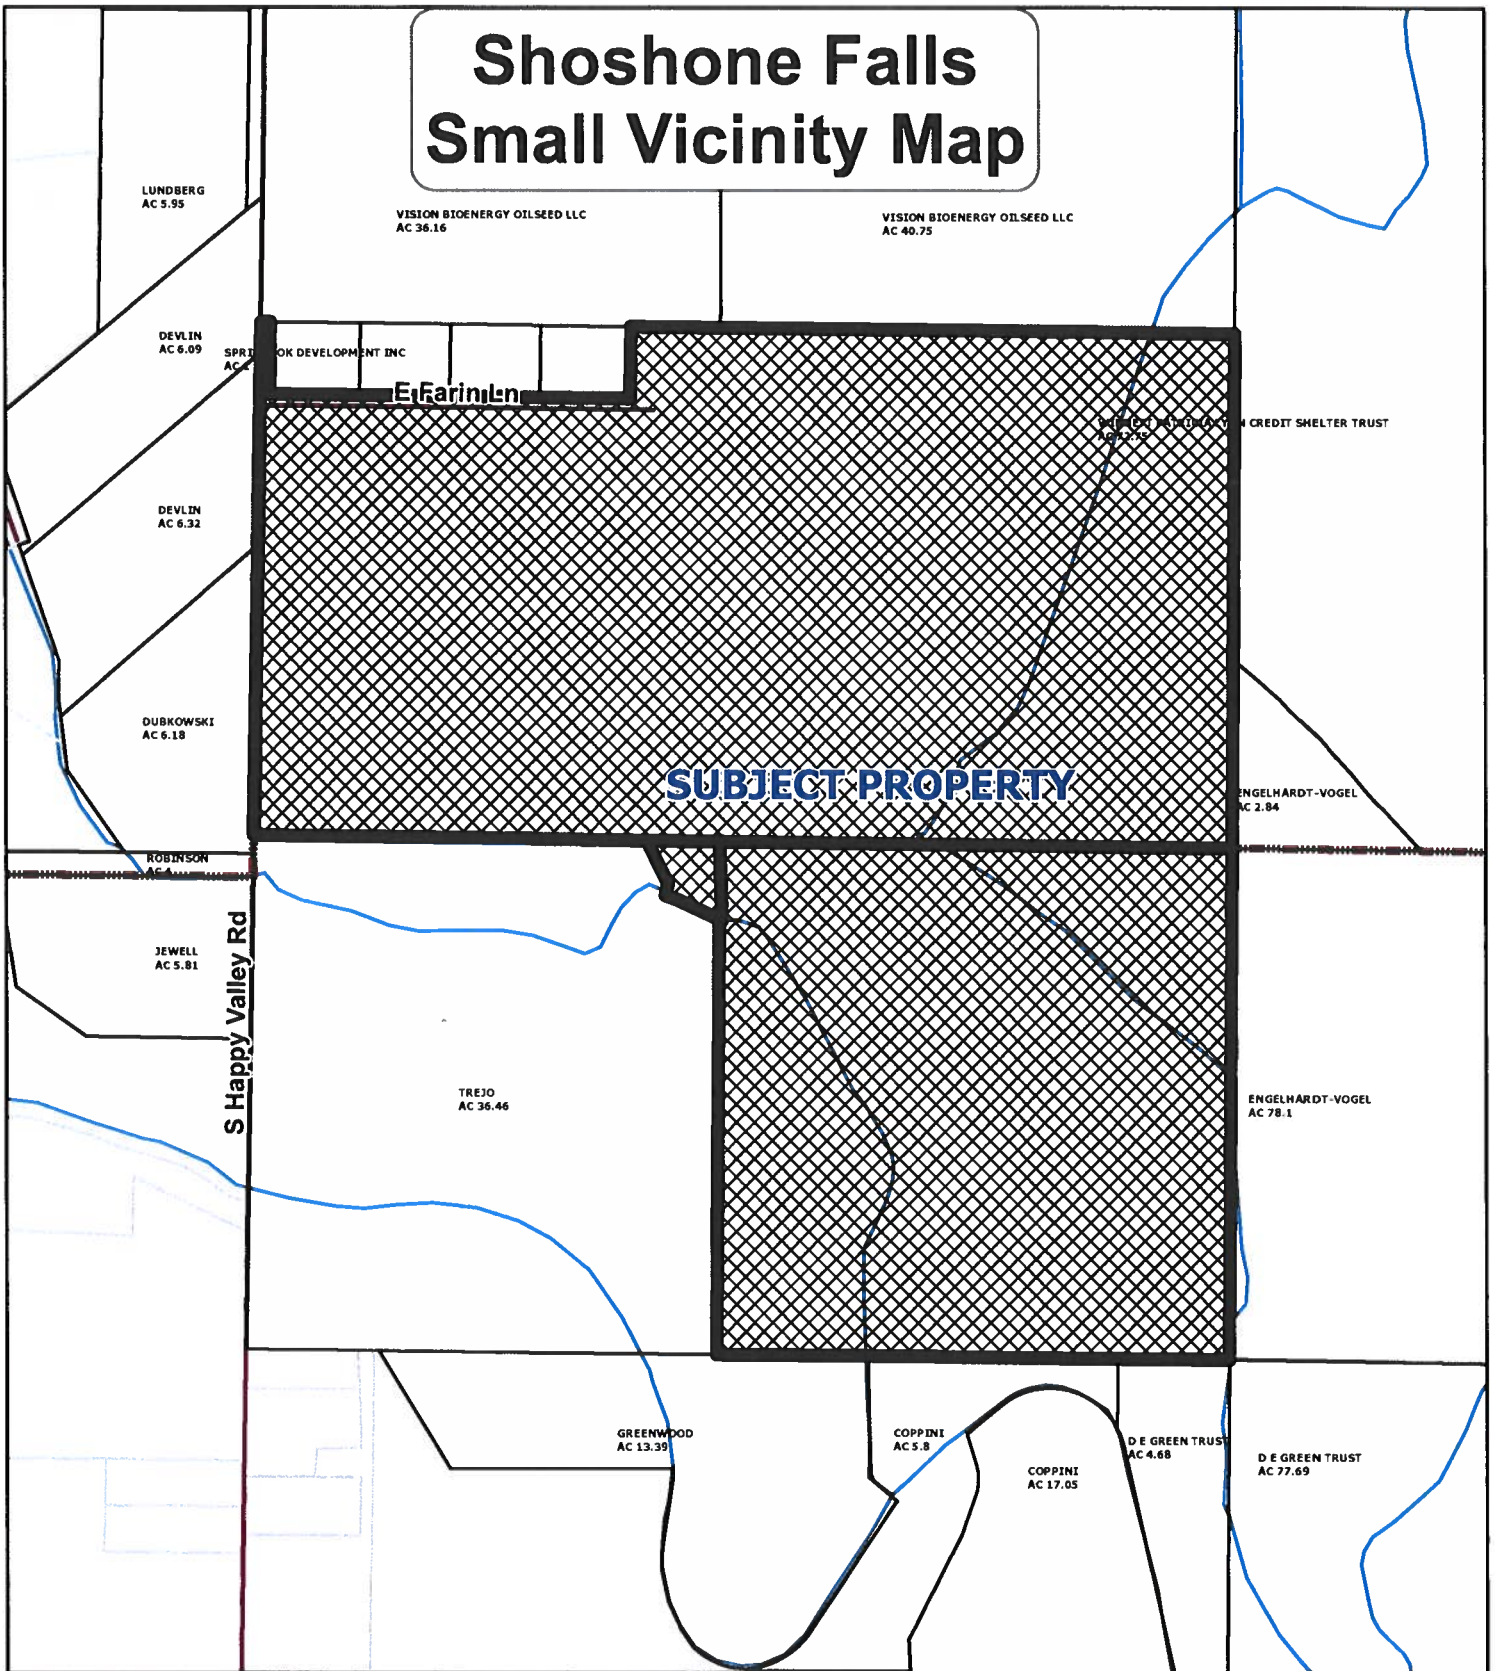 Shoshone Falls
Small Vicinity Map
LUNDBERG
AC 5.95
VISION BIOENERGY OILSEED LLC
AC 36.16
VISION BIOENERGY OILSEED LLC
AC 40.75
DEVLIN
AC 6.09
DEVELOPMENT INC
E Farin Ln
CREDIT SHELTER TRUST
DEVLIN
AC 6.32
DUBKOWSKI
AC 6.18
SUBJECT PROPERTY
ENGELHARDT-VOGEL
AC 2.84
ROBINSON
JEWELL
AC 5.81
S Happy Valley Rd
TREJO
AC 36.46
ENGELHARDT-VOGEL
AC 78.1
GREENWOOD
AC 13.39
COPPINI
AC 5.8
COPPINI
AC 17.05
D E GREEN TRUST
AC 4.68
D E GREEN TRUST
AC 77.69